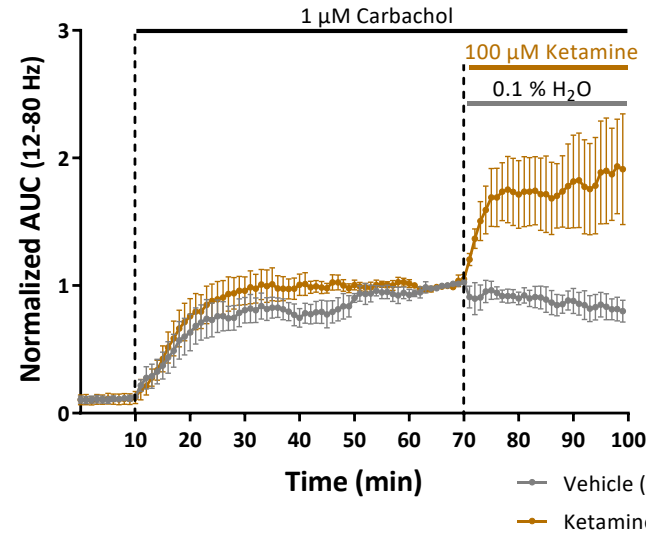 1 µM Carbachol
100 µM Ketamine
0.1 % H₂O
Normalized AUC (12-80 Hz)
3
2
1
0
10 20 30 40 50 60 70 80 90 100
Time (min)
Vehicle (
Ketamine